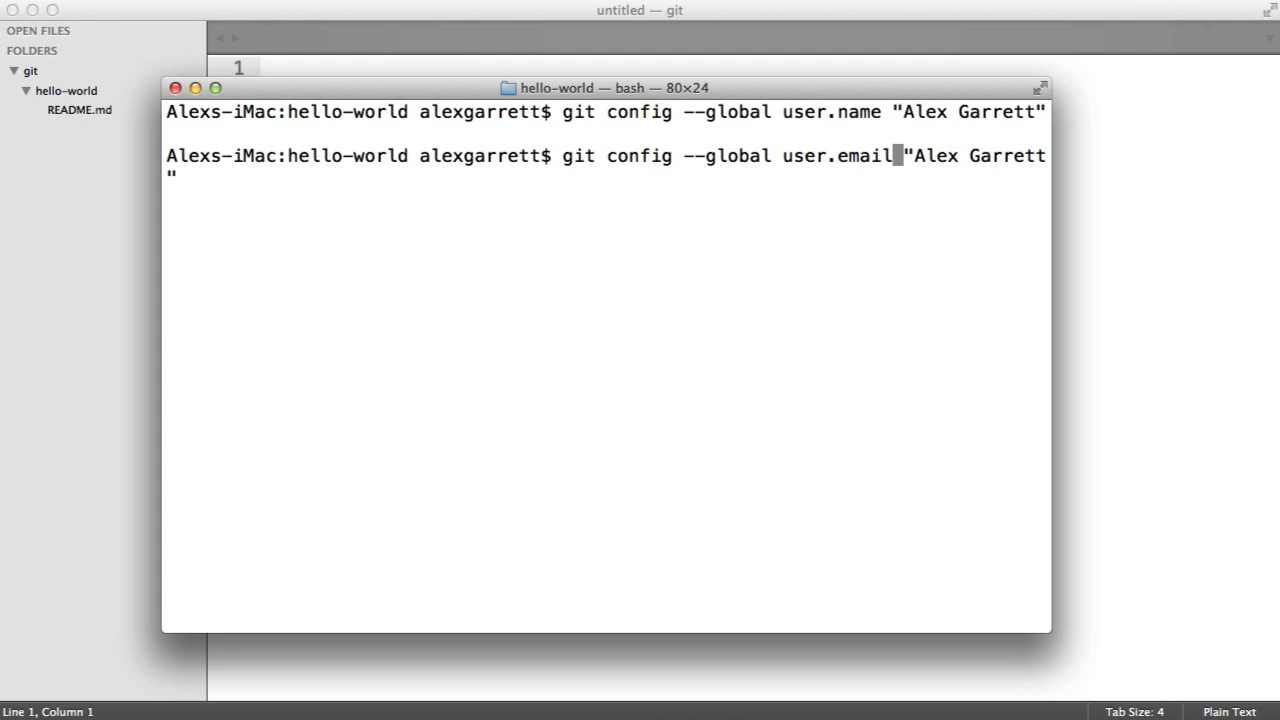 untitled — git
OPEN FILES
FOLDERS
git
hello-world
README.md
1
hello-world — bash — 80×24
Alexs-iMac:hello-world alexgarrett$ git config --global user.name "Alex Garrett"
Alexs-iMac:hello-world alexgarrett$ git config --global user.email "Alex Garrett
"
Line 1, Column 1
Tab Size: 4
Plain Text